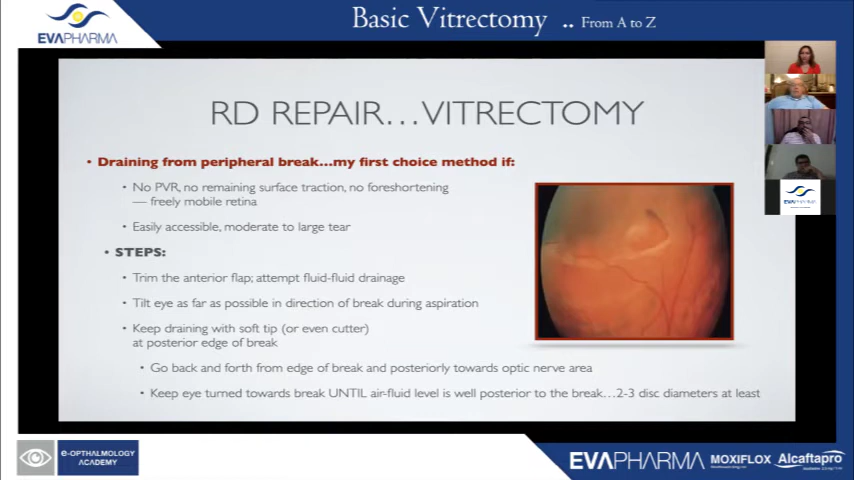 Basic Vitrectomy .. From A to Z
EVAPHARMA
RD REPAIR...VITRECTOMY
• Draining from peripheral break...my first choice method if:
• No PVR, no remaining surface traction, no foreshortening
— freely mobile retina
• Easily accessible, moderate to large tear
• STEPS:
• Trim the anterior flap; attempt fluid-fluid drainage
• Tilt eye as far as possible in direction of break during aspiration
• Keep draining with soft tip (or even cutter)
at posterior edge of break
• Go back and forth from edge of break and posteriorly towards optic nerve area
• Keep eye turned towards break UNTIL air-fluid level is well posterior to the break...2-3 disc diameters at least
e-OPTHALMOLOGY
ACADEMY
EVAPHARMA MOXIFLOX Alcaftapro